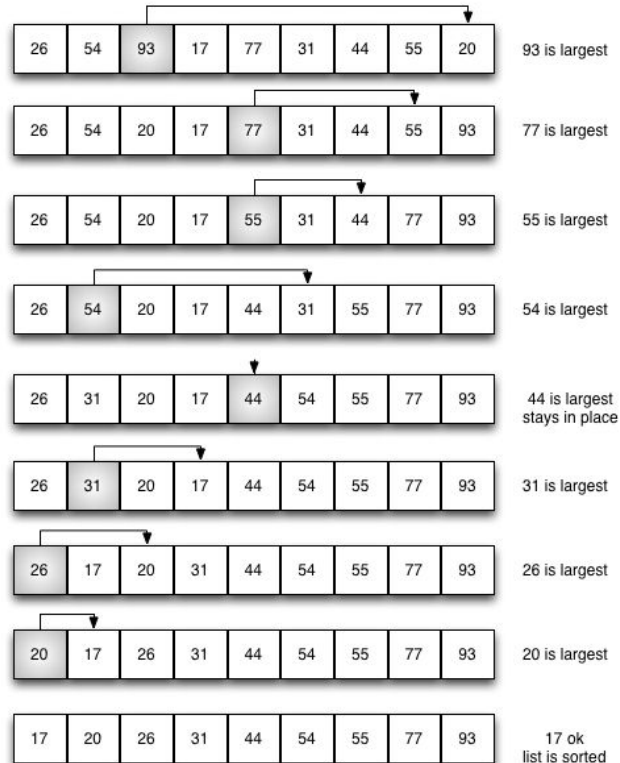 26 54 93 17 77 31 44 55 20 93 is largest
26 54 20 17 77 31 44 55 93 77 is largest
26 54 20 17 55 31 44 77 93 55 is largest
26 54 20 17 44 31 55 77 93 54 is largest
26 31 20 17 44 54 55 77 93 44 is largest
stays in place
26 31 20 17 44 54 55 77 93 31 is largest
26 17 20 31 44 54 55 77 93 26 is largest
20 17 26 31 44 54 55 77 93 20 is largest
17 20 26 31 44 54 55 77 93 17 ok
list is sorted